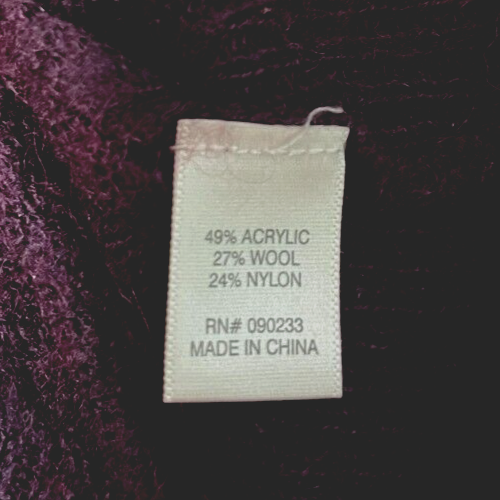 49% ACRYLIC
27% WOOL
24% NYLON
RN# 090233
MADE IN CHINA